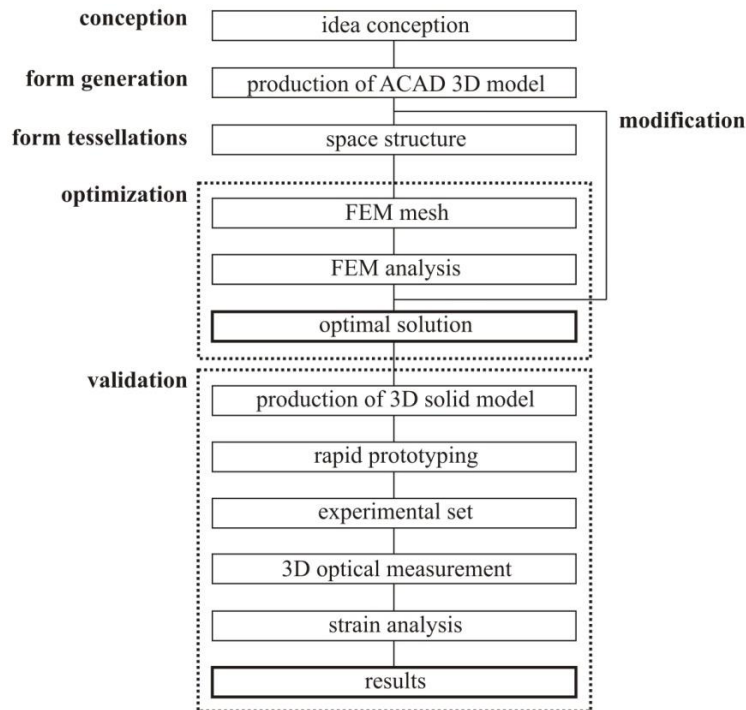 conception
idea conception
form generation
production of ACAD 3D model
modification
form tessellations
space structure
optimization
FEM mesh
FEM analysis
optimal solution
validation
production of 3D solid model
rapid prototyping
experimental set
3D optical measurement
strain analysis
results